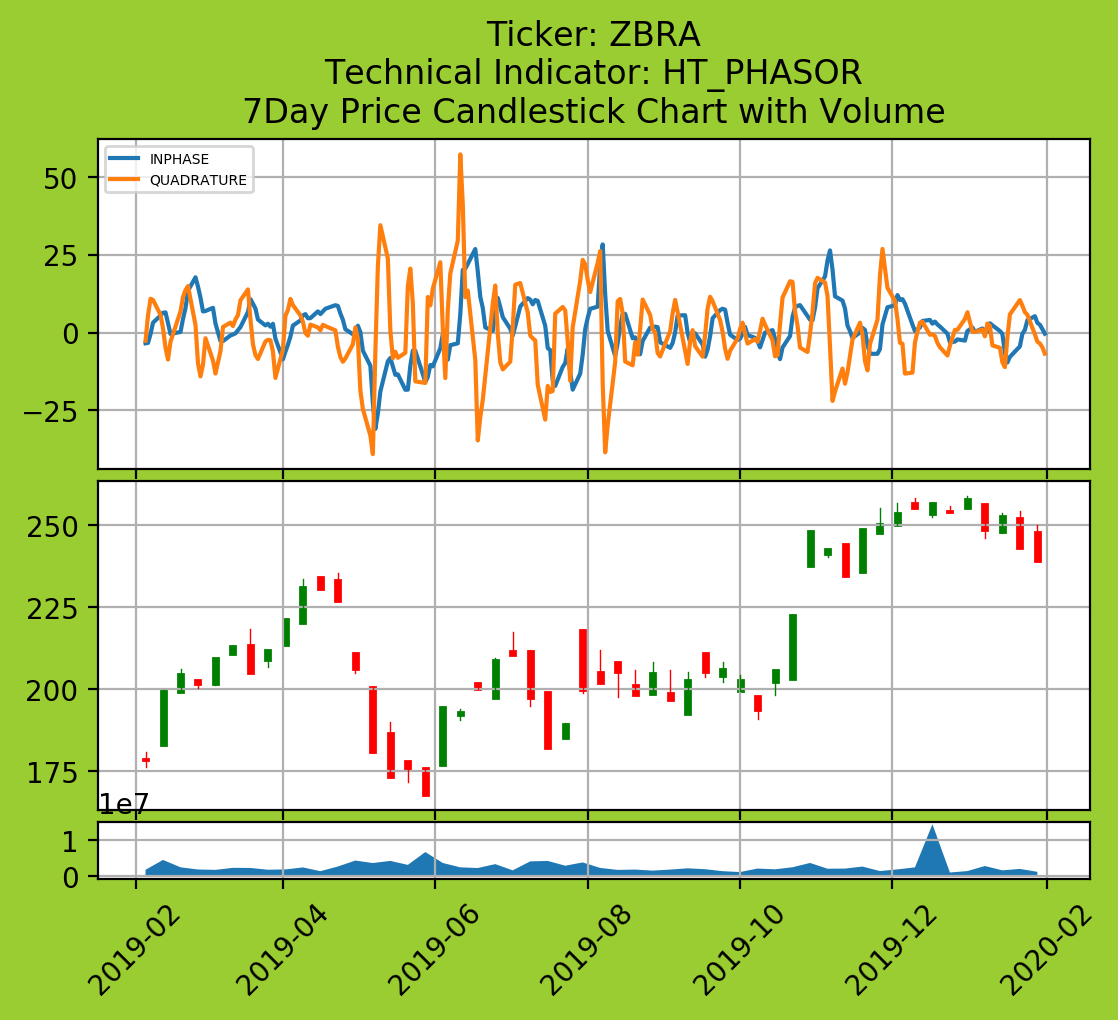 Ticker: ZBRA
Technical Indicator: HT_PHASOR
7Day Price Candlestick Chart with Volume
INPHASE
QUADRATURE
50
25
0
−25
250
225
200
175
1e7
1
0
2019-02
2019-04
2019-06
2019-08
2019-10
2019-12
2020-02